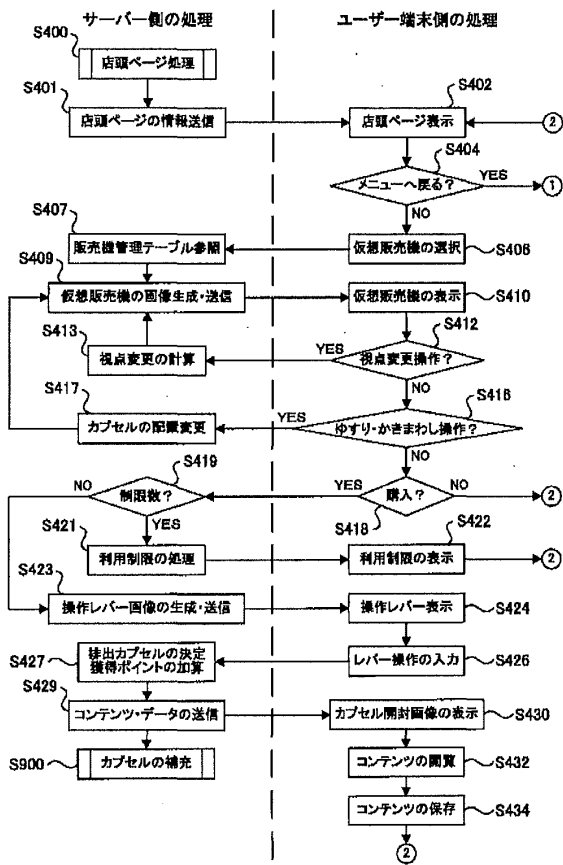 サーバー側の処理
ユーザー端末側の処理
S400
店頭ページ処理
S401
S402
店頭ページの情報送信
店頭ページ表示
②
S404
メニューへ戻る？
YES
①
NO
S407
販売機管理テーブル参照
仮想販売機の選択
S406
S409
仮想販売機の画像生成・送信
仮想販売機の表示
S410
S413
S412
視点変更の計算
YES
視点変更操作？
NO
S417
S416
カプセルの配置変更
YES
ゆすり・かきまわし操作？
NO
S419
NO
制限数？
YES
購入？
NO
②
YES
S418
S421
S422
利用制限の処理
利用制限の表示
②
S423
操作レバー画像の生成・送信
操作レバー表示
S424
S427
排出カプセルの決定
獲得ポイントの加算
レバー操作の入力
S426
S429
コンテンツ・データの送信
カプセル開封画像の表示
S430
S900
カプセルの補充
コンテンツの閲覧
S432
コンテンツの保存
S434
②